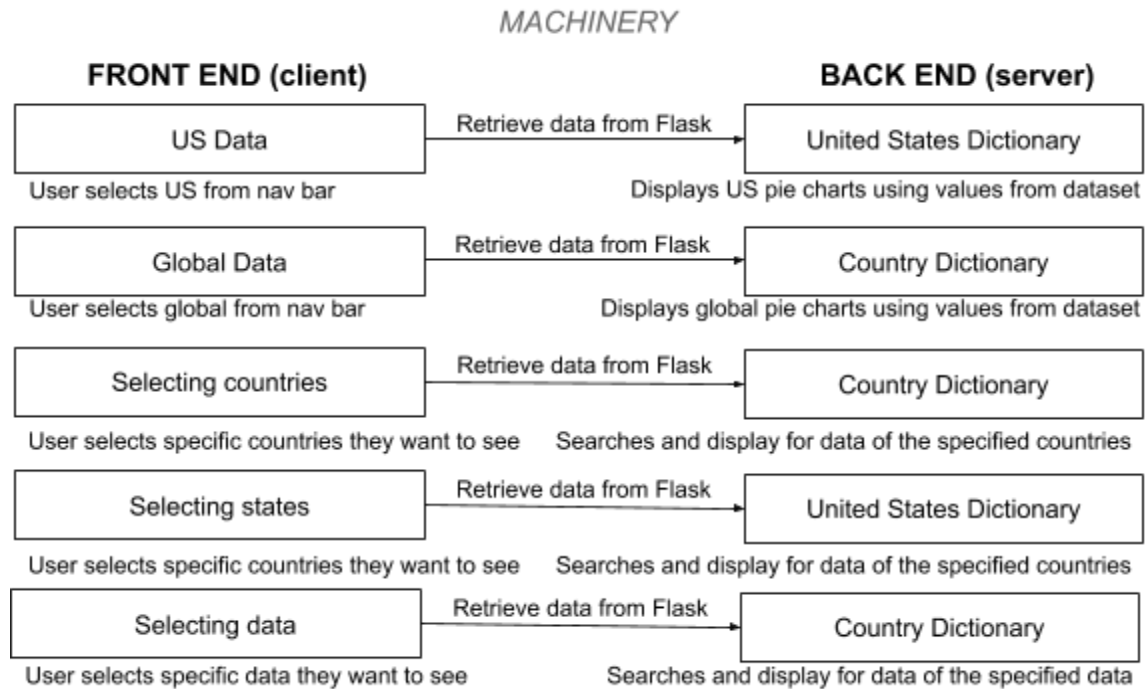 MACHINERY
FRONT END (client)
BACK END (server)
US Data
Retrieve data from Flask
United States Dictionary
User selects US from nav bar
Displays US pie charts using values from dataset
Global Data
Retrieve data from Flask
Country Dictionary
User selects global from nav bar
Displays global pie charts using values from dataset
Selecting countries
Retrieve data from Flask
Country Dictionary
User selects specific countries they want to see
Searches and display for data of the specified countries
Selecting states
Retrieve data from Flask
United States Dictionary
User selects specific countries they want to see
Searches and display for data of the specified countries
Selecting data
Retrieve data from Flask
Country Dictionary
User selects specific data they want to see
Searches and display for data of the specified data